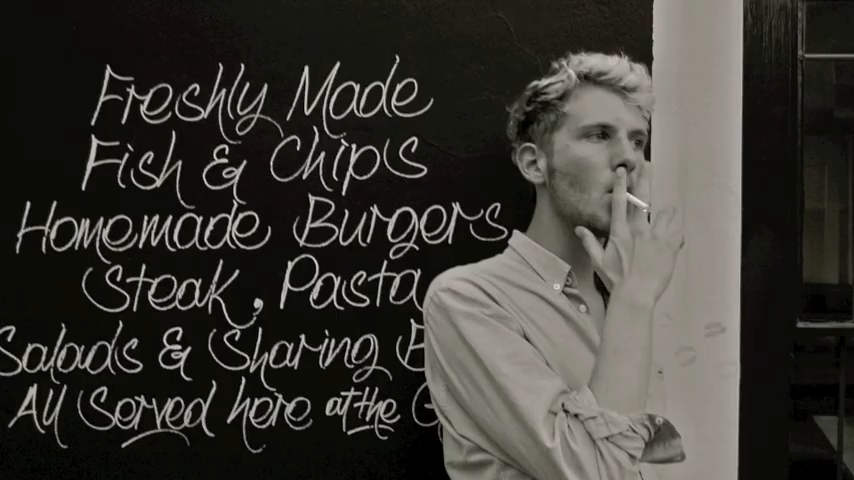 Freshly Made
Fish & Chips
Homemade Burgers
Steak, Pasta
Salads & Sharing
All Served here at the